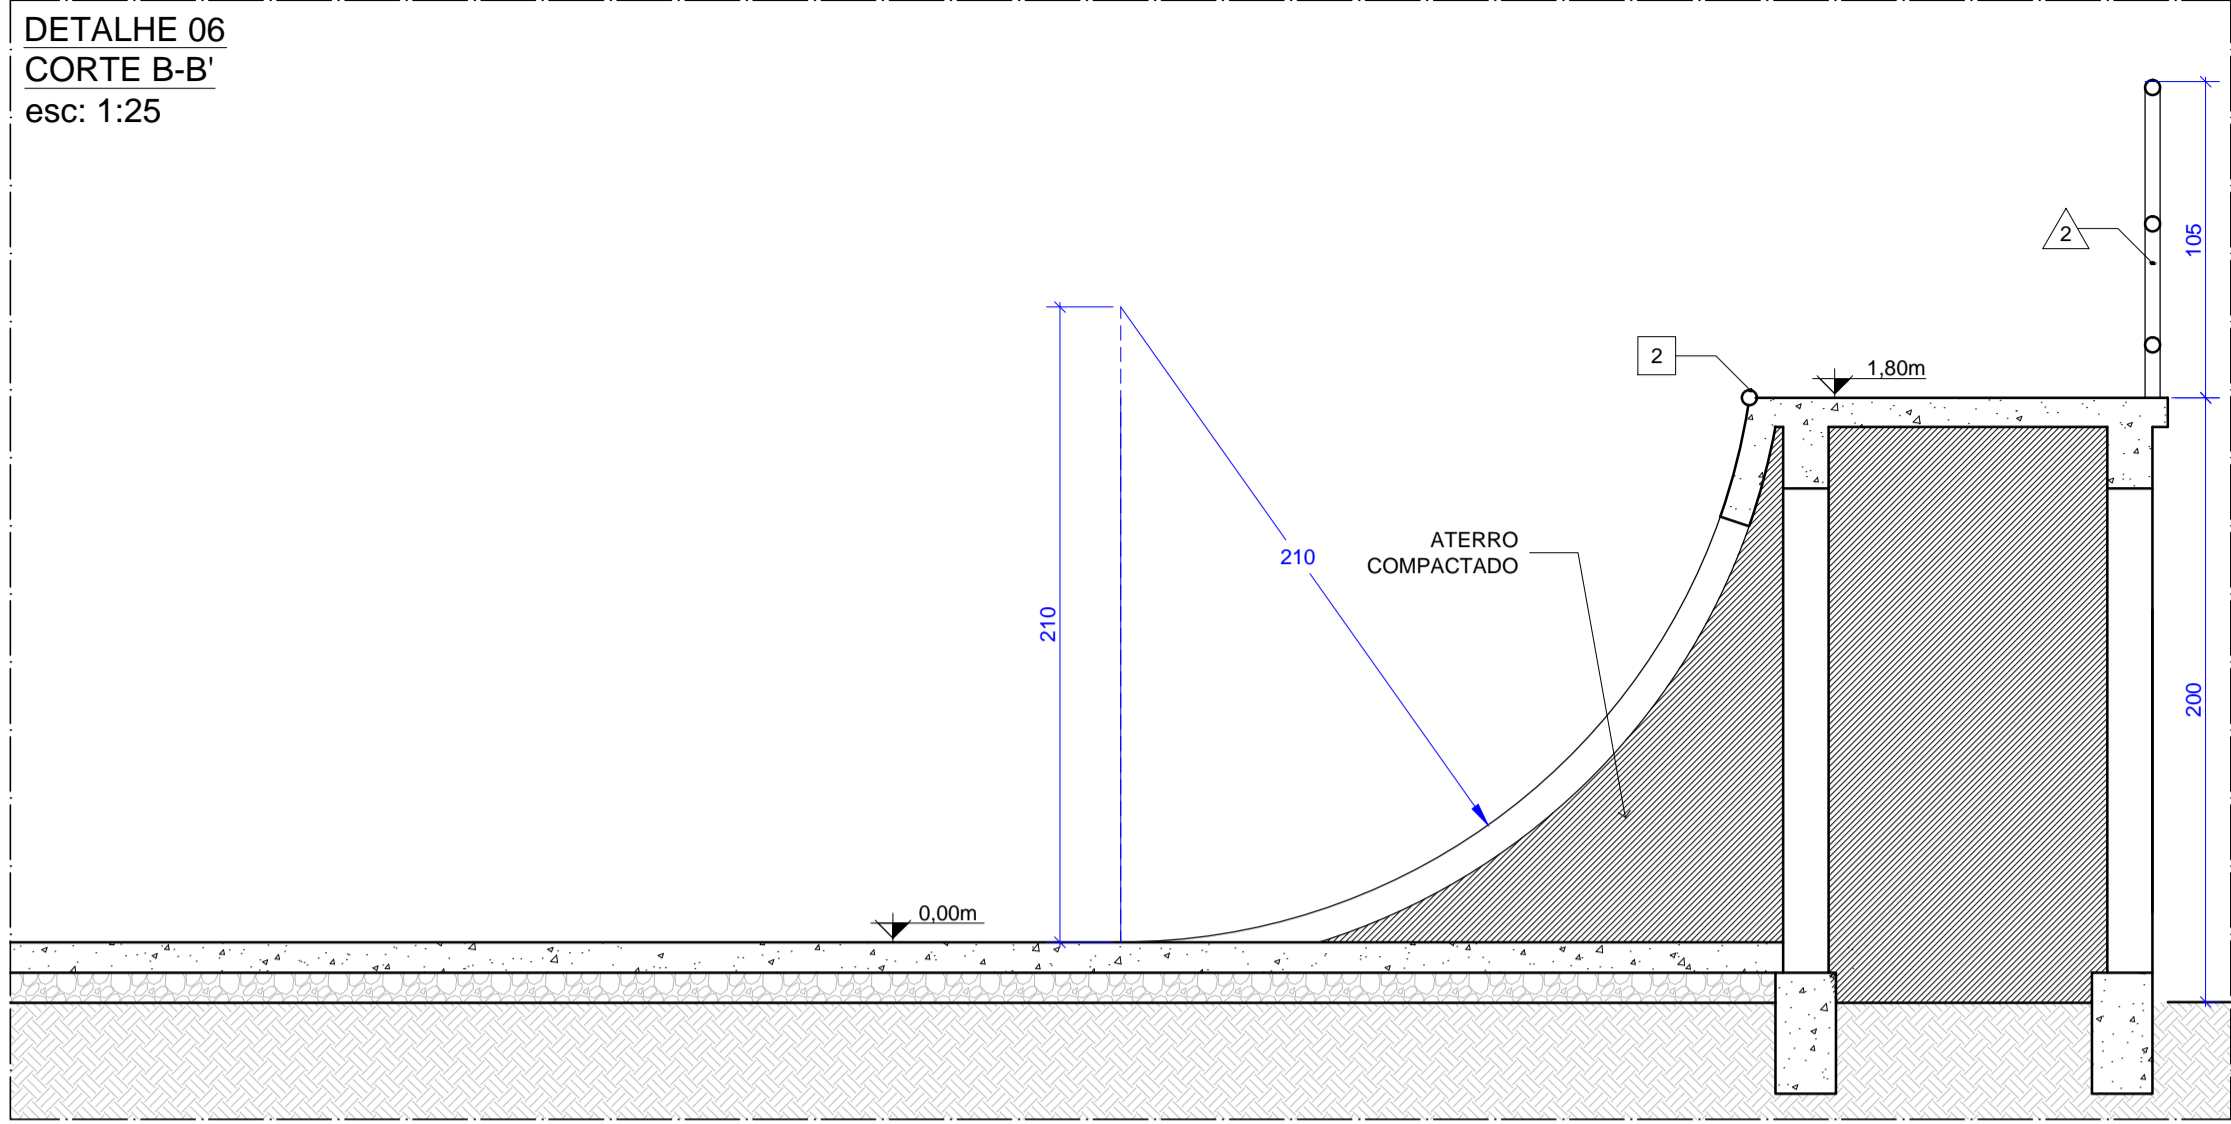 DETALHE 06
CORTE B-B'
esc: 1:25
2
105
2
1,80m
210
ATERRO
COMPACTADO
210
200
0,00m